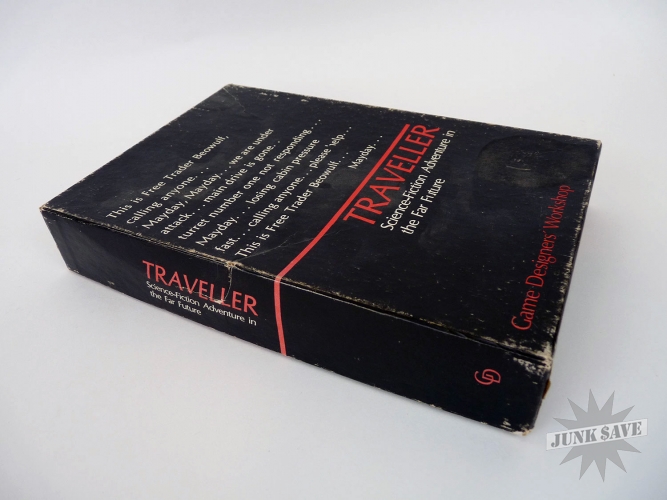 This is Free Trader Beowulf,
calling anyone . . .
Mayday, Mayday. . . we are under
attack. . . main drive is gone. . .
turret number one not responding. . .
Mayday. . . losing cabin pressure
fast. . . calling anyone. . . please help. . .
This is Free Trader Beowulf. . .
Mayday. . .
TRAVELLER
Science-Fiction Adventure in
the Far Future
Game Designers' Workshop
TRAVELLER
Science-Fiction Adventure in
the Far Future
GD
JUNK $AVE